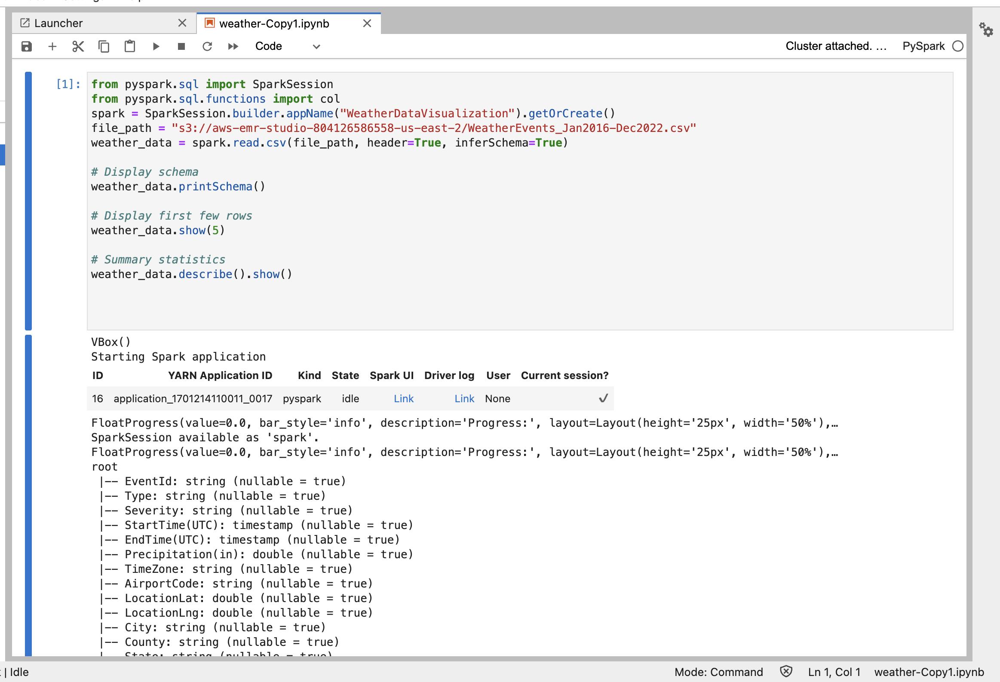 Launcher
weather-Copy1.ipynb
Code
Cluster attached. …
PySpark
[1]:
from pyspark.sql import SparkSession
from pyspark.sql.functions import col
spark = SparkSession.builder.appName("WeatherDataVisualization").getOrCreate()
file_path = "s3://aws-emr-studio-804126586558-us-east-2/WeatherEvents_Jan2016-Dec2022.csv"
weather_data = spark.read.csv(file_path, header=True, inferSchema=True)
# Display schema
weather_data.printSchema()
# Display first few rows
weather_data.show(5)
# Summary statistics
weather_data.describe().show()
VBox()
Starting Spark application
ID YARN Application ID Kind State Spark UI Driver log User Current session?
16 application_1701214110011_0017 pyspark idle Link Link None ✓
FloatProgress(value=0.0, bar_style='info', description='Progress:', layout=Layout(height='25px', width='50%'),…
SparkSession available as 'spark'.
FloatProgress(value=0.0, bar_style='info', description='Progress:', layout=Layout(height='25px', width='50%'),…
root
|-- EventId: string (nullable = true)
|-- Type: string (nullable = true)
|-- Severity: string (nullable = true)
|-- StartTime(UTC): timestamp (nullable = true)
|-- EndTime(UTC): timestamp (nullable = true)
|-- Precipitation(in): double (nullable = true)
|-- TimeZone: string (nullable = true)
|-- AirportCode: string (nullable = true)
|-- LocationLat: double (nullable = true)
|-- LocationLng: double (nullable = true)
|-- City: string (nullable = true)
|-- County: string (nullable = true)
|-- State: string (nullable = true)
| Idle
Mode: Command
Ln 1, Col 1
weather-Copy1.ipynb